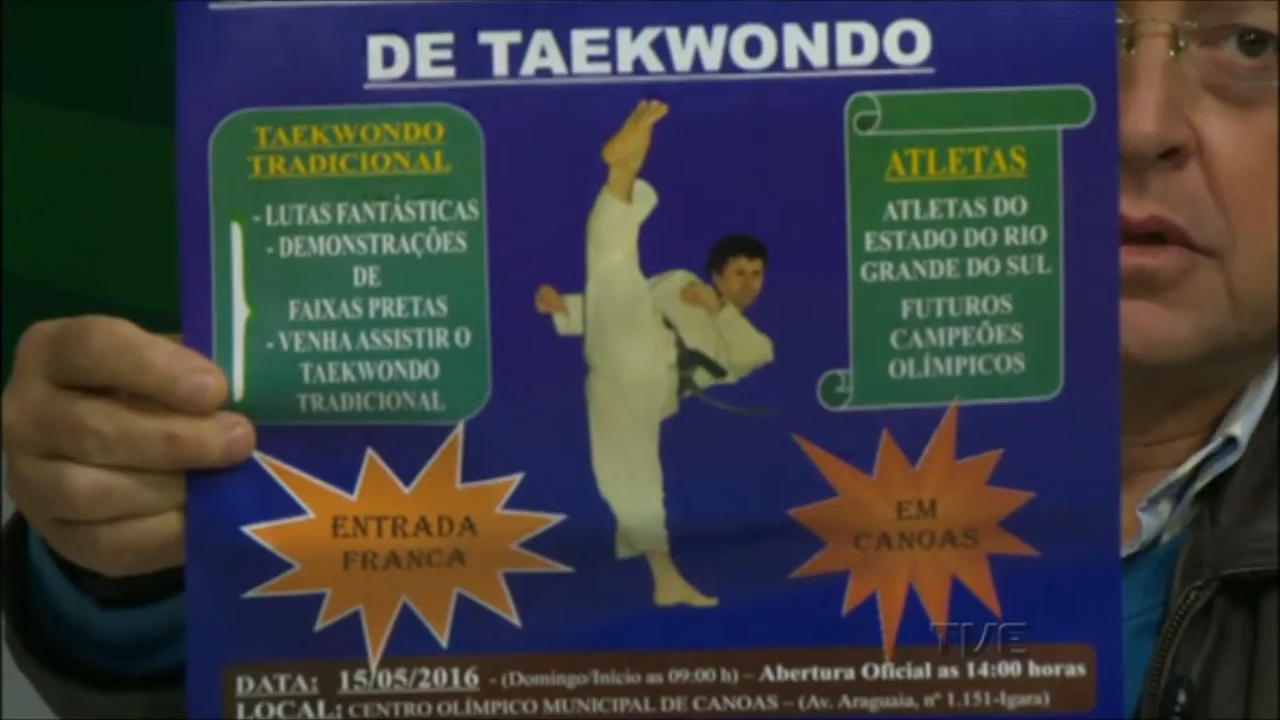 DE TAEKWONDO
TAEKWONDO
TRADICIONAL
- LUTAS FANTÁSTICAS
- DEMONSTRAÇÕES
DE
FAIXAS PRETAS
- VENHA ASSISTIR O
TAEKWONDO
TRADICIONAL
ATLETAS
ATLETAS DO
ESTADO DO RIO
GRANDE DO SUL
FUTUROS
CAMPEÕES
OLÍMPICOS
ENTRADA
FRANCA
EM
CANOAS
TVE
DATA: 15/05/2016 - (Domingo/Inicio as 09:00 h) – Abertura Oficial as 14:00 horas
LOCAL: CENTRO OLÍMPICO MUNICIPAL DE CANOAS – (Av. Araguaia, nº 1.151-Igara)